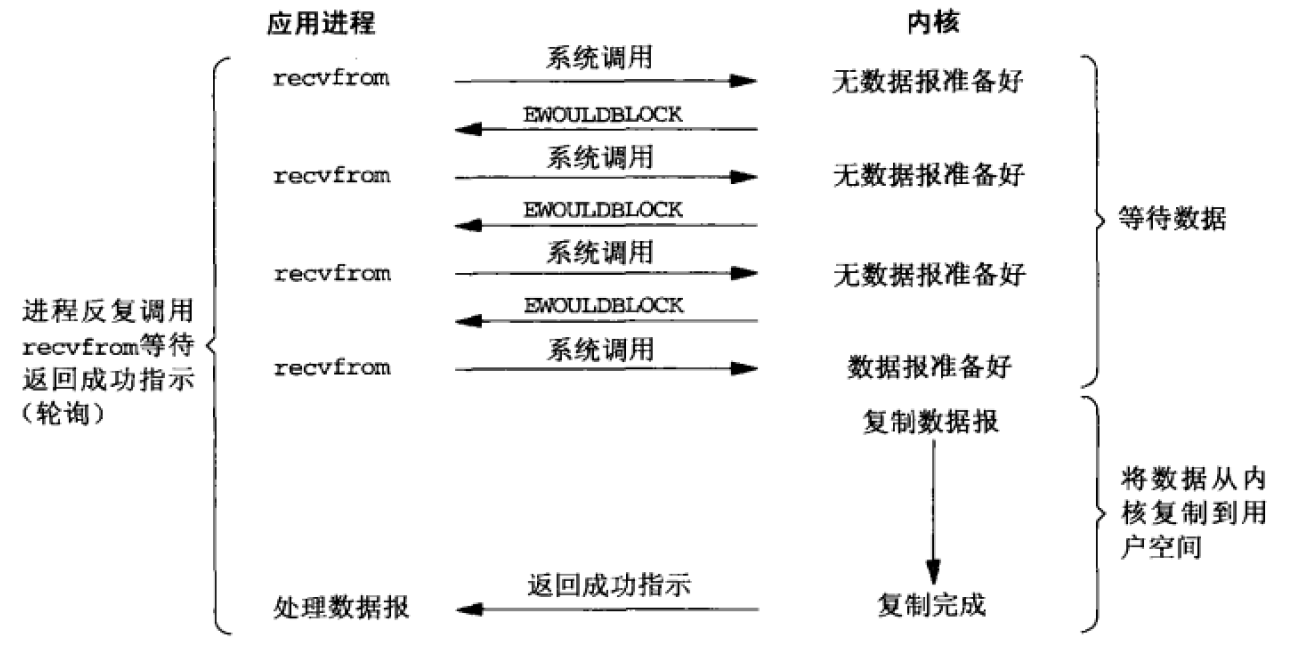 应用进程
内核
系统调用
recvfrom
无数据报准备好
EWOULDBLOCK
系统调用
recvfrom
无数据报准备好
EWOULDBLOCK
系统调用
recvfrom
无数据报准备好
EWOULDBLOCK
系统调用
recvfrom
数据报准备好
等待数据
进程反复调用
recvfrom等待
返回成功指示
（轮询）
复制数据报
将数据从内
核复制到用
户空间
返回成功指示
处理数据报
复制完成